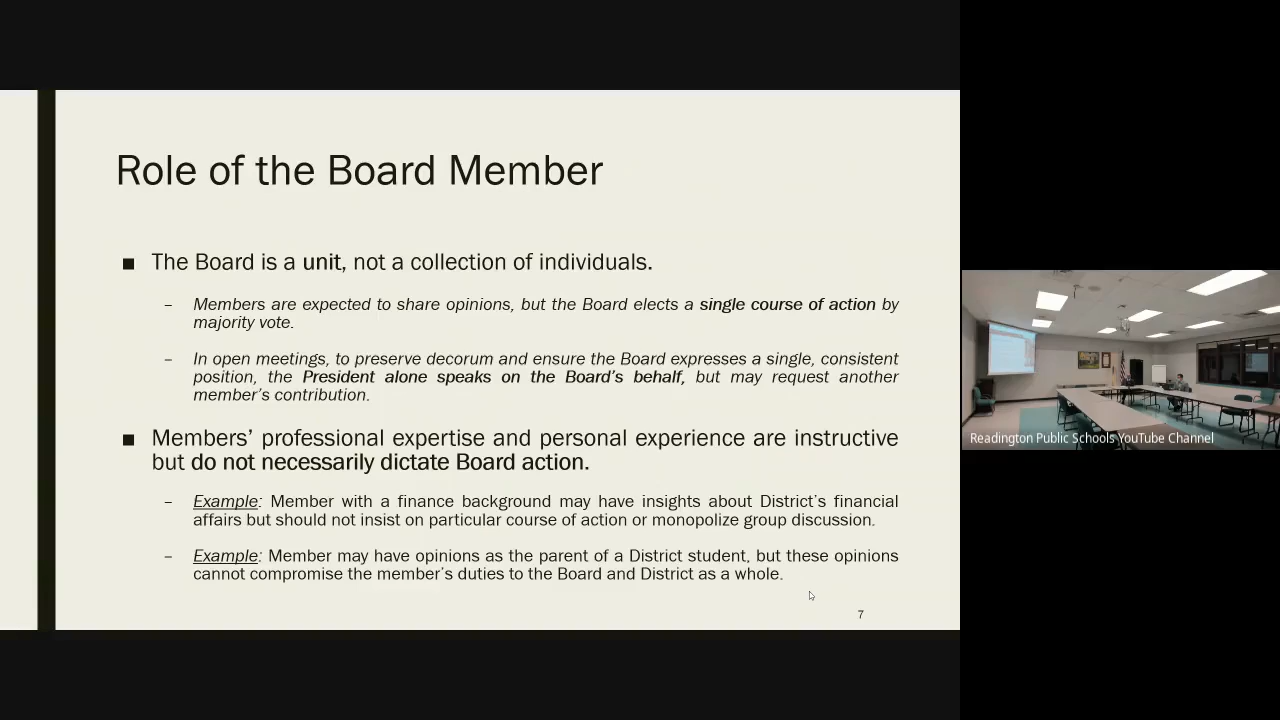 Role of the Board Member
■ The Board is a unit, not a collection of individuals.
– Members are expected to share opinions, but the Board elects a single course of action by
majority vote.
– In open meetings, to preserve decorum and ensure the Board expresses a single, consistent
position, the President alone speaks on the Board's behalf, but may request another
member's contribution.
■ Members' professional expertise and personal experience are instructive
but do not necessarily dictate Board action.
– Example: Member with a finance background may have insights about District's financial
affairs but should not insist on particular course of action or monopolize group discussion.
– Example: Member may have opinions as the parent of a District student, but these opinions
cannot compromise the member's duties to the Board and District as a whole.
7
Readington Public Schools YouTube Channel